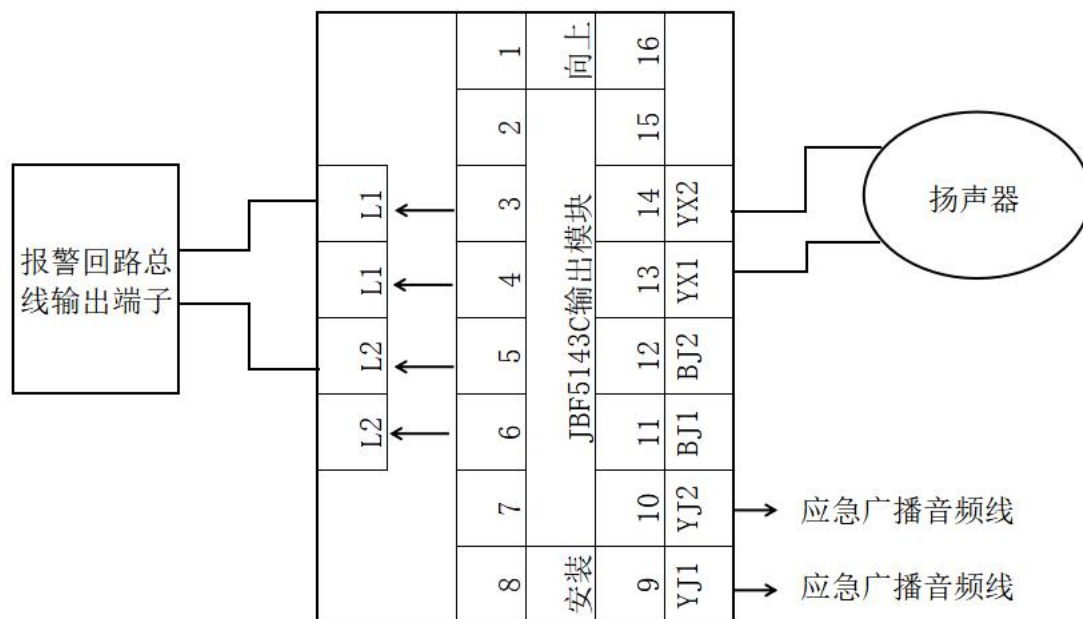 报警回路总
线输出端子
L1
L1
L2
L2
1
2
3
4
5
6
7
8
向上
JBF5143C输出模块
安装
16
15
14
13
12
11
10
9
YX2
YX1
BJ2
BJ1
YJ2
YJ1
扬声器
应急广播音频线
应急广播音频线